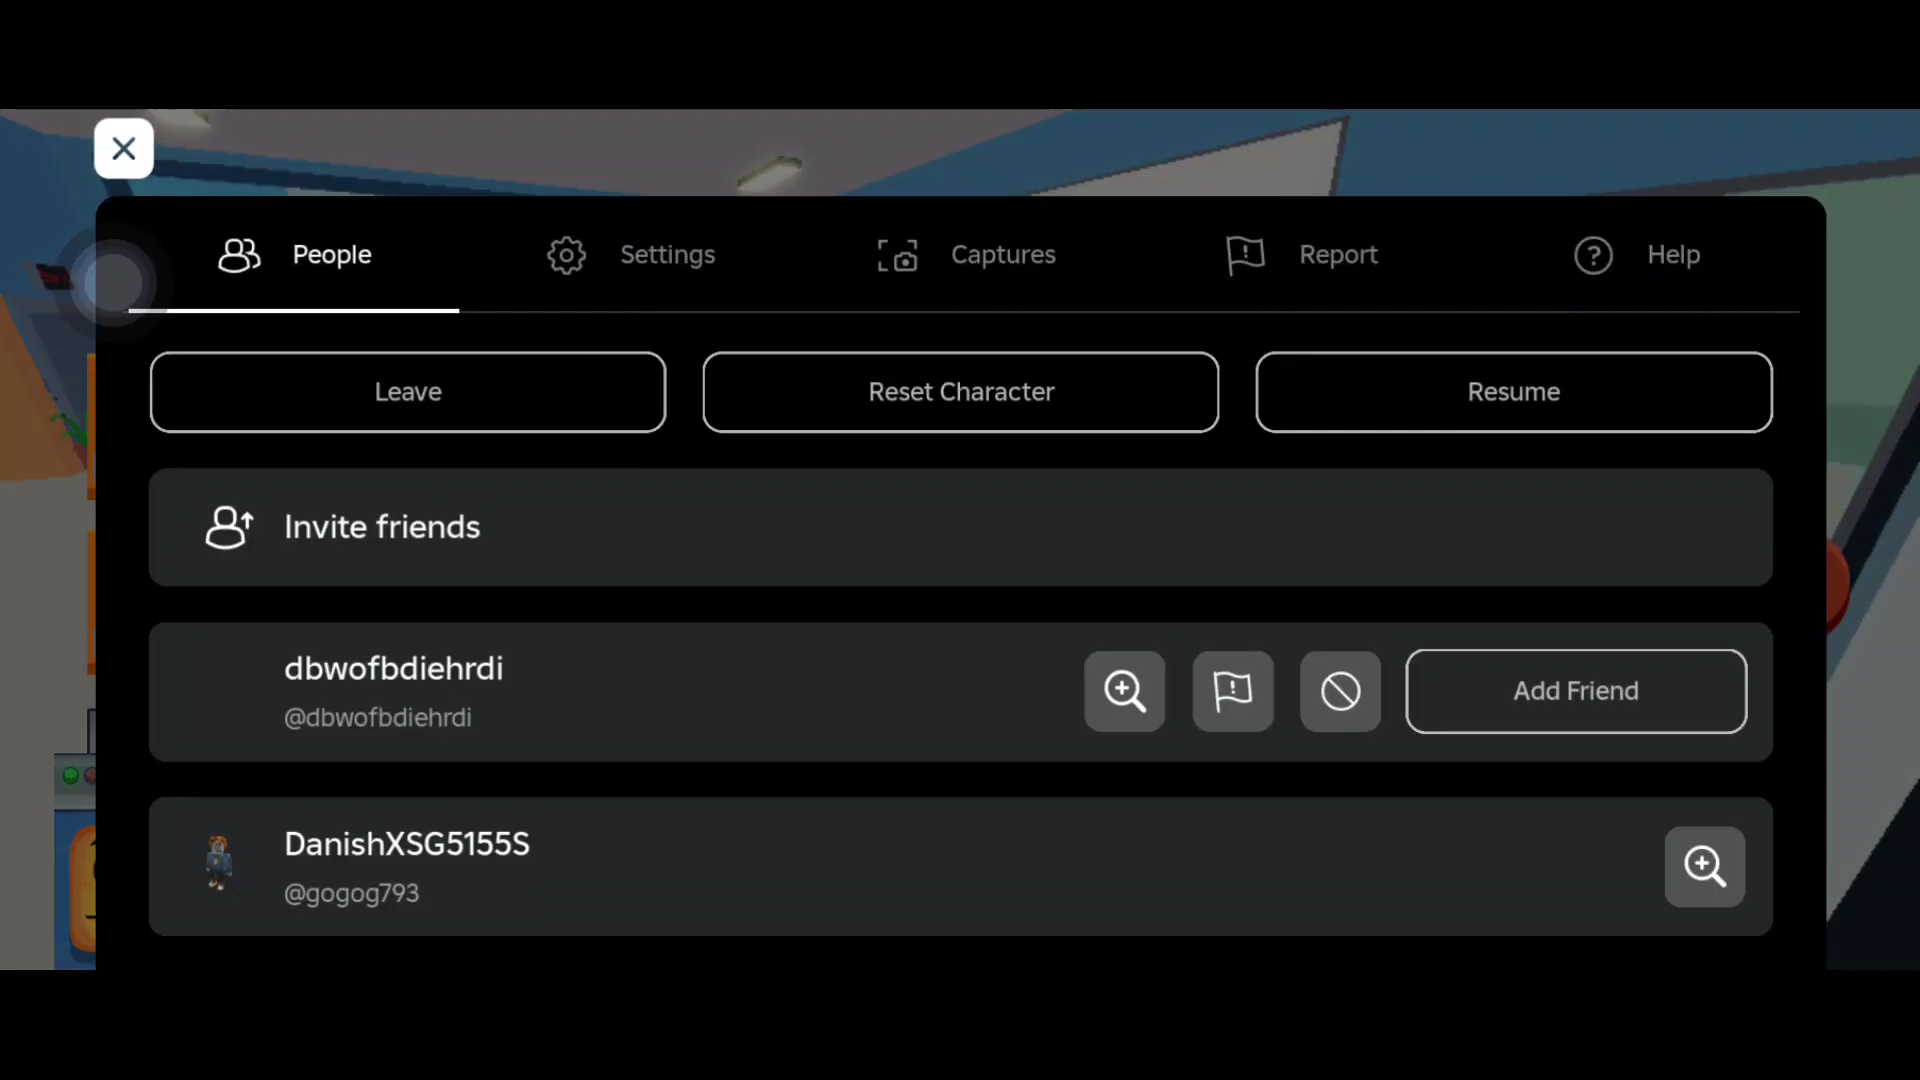 People
Settings
Captures
Report
Help
Leave
Reset Character
Resume
Invite friends
dbwofbdiehrdi
@dbwofbdiehrdi
Add Friend
DanishXSG5155S
@gogog793